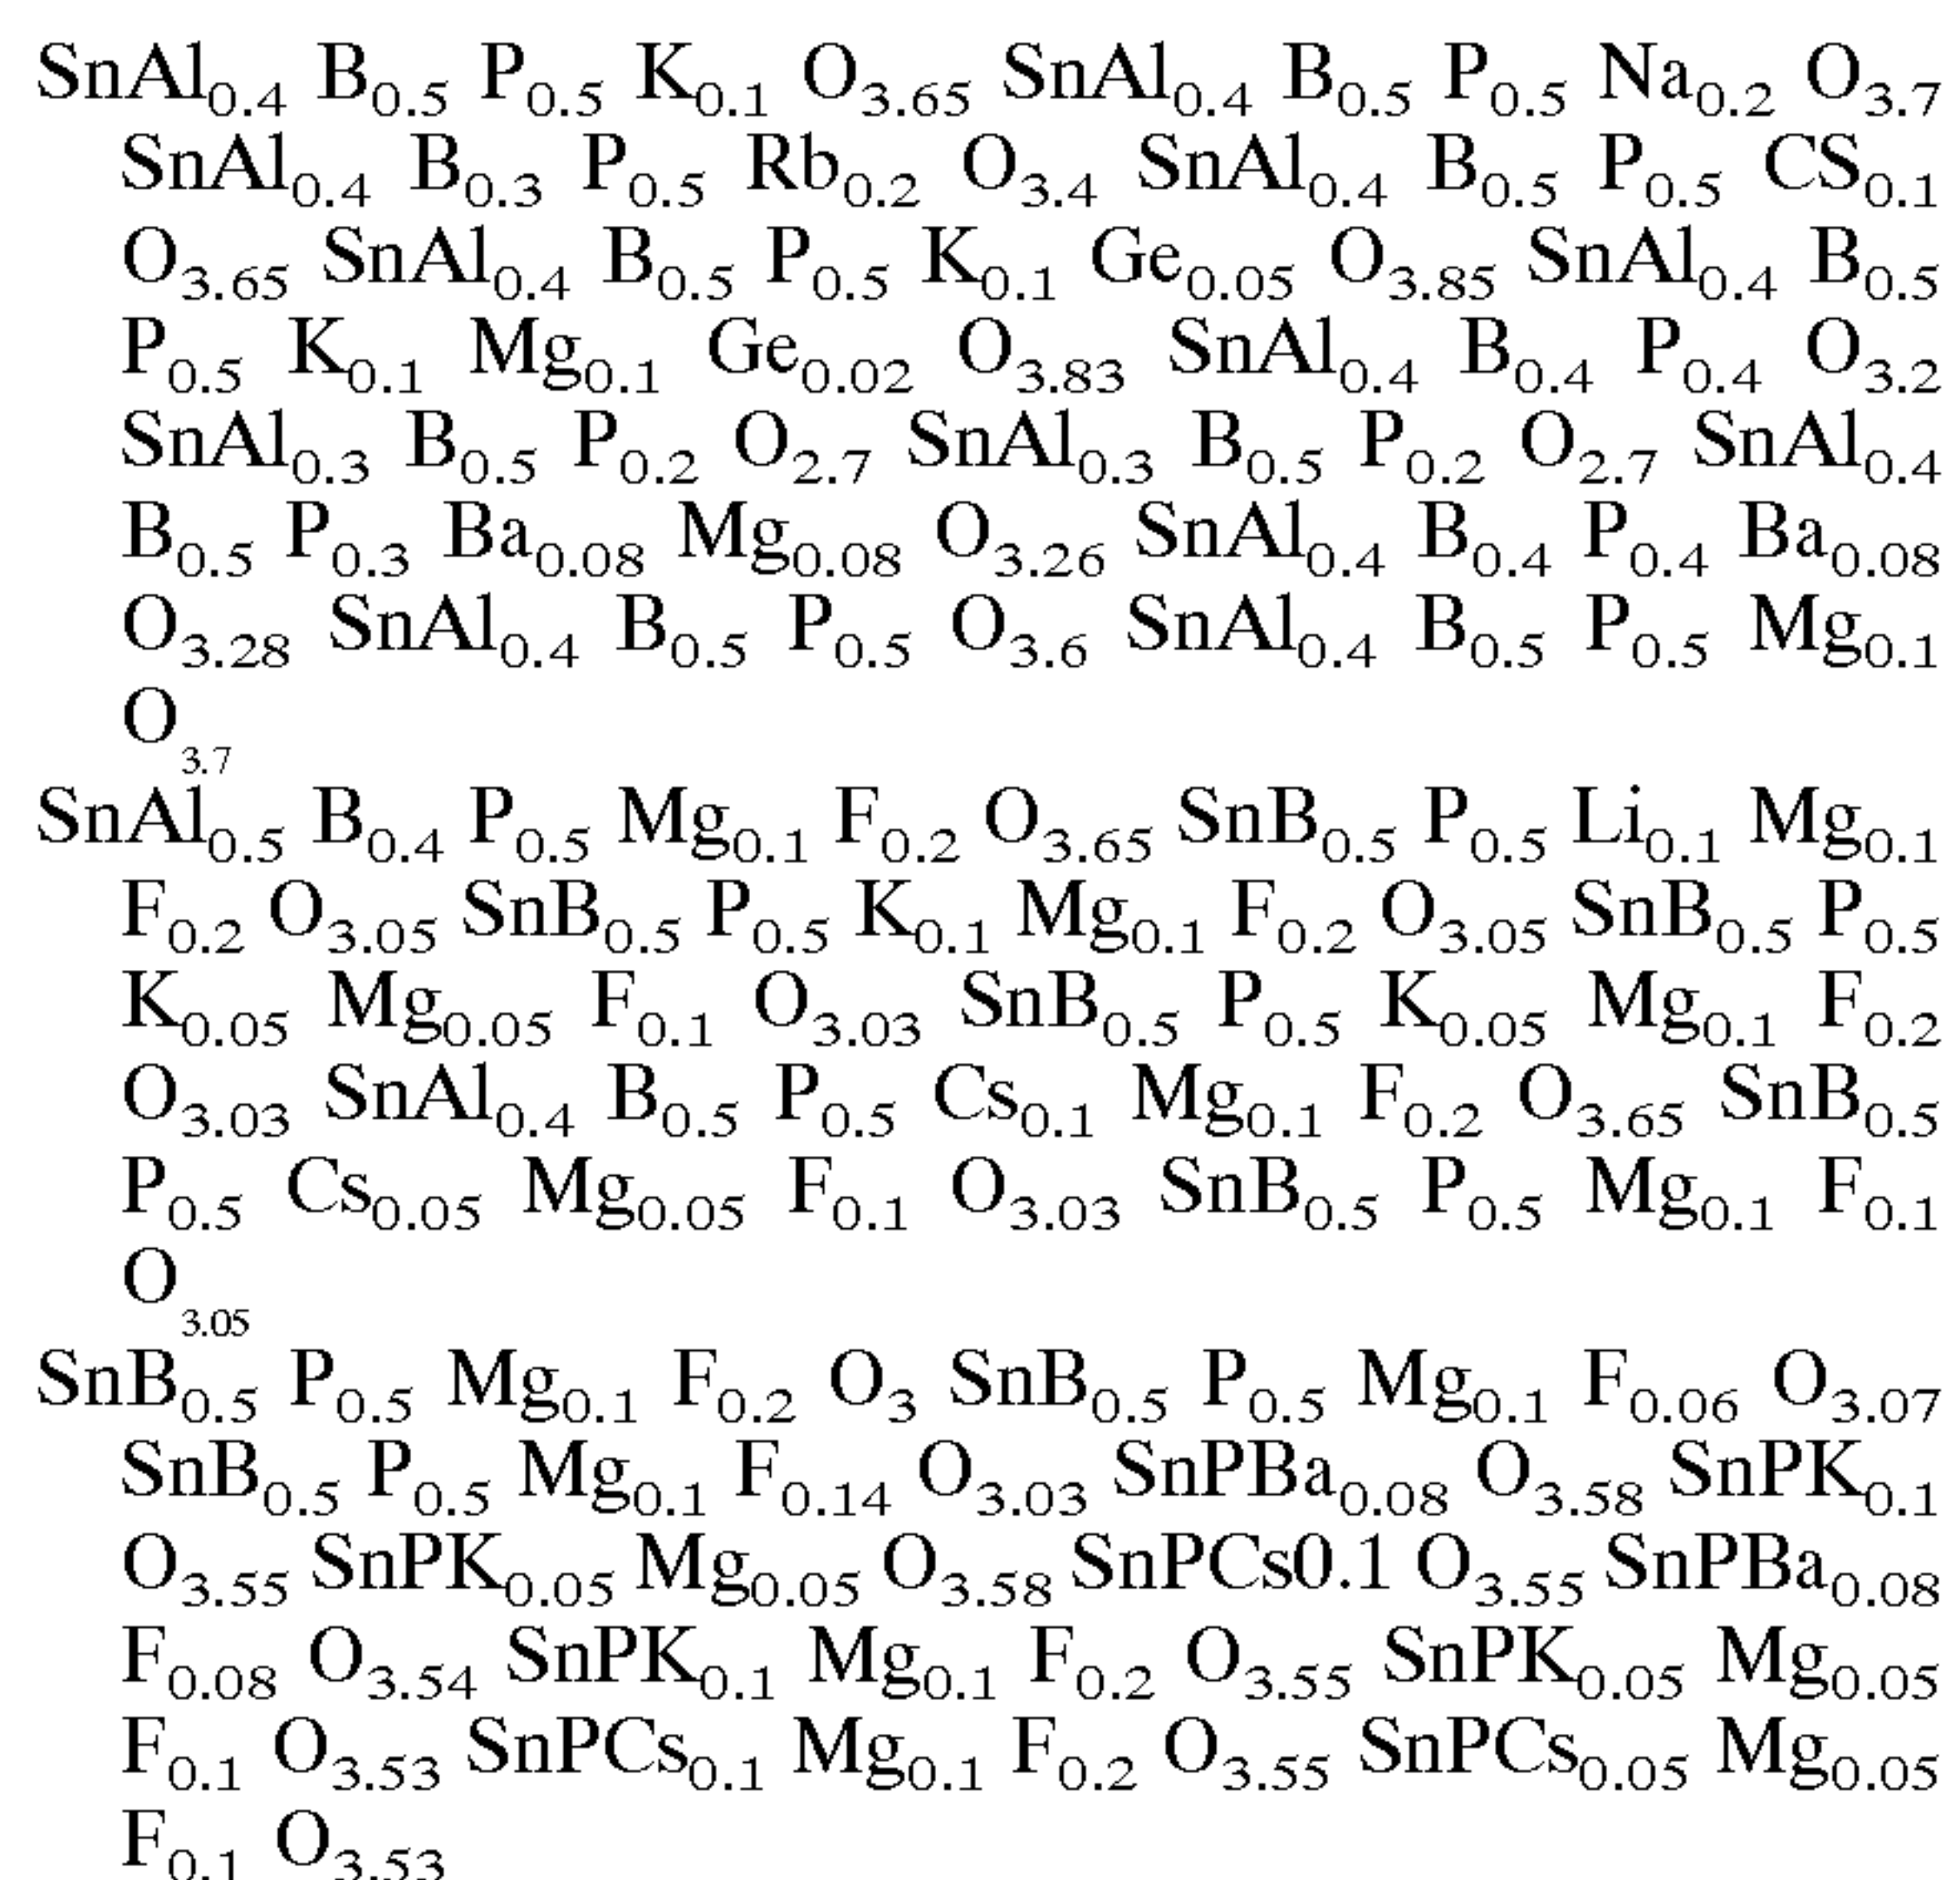 SnAl0.4 B0.5 P0.5 K0.1 O3.65 SnAl0.4 B0.5 P0.5 Na0.2 O3.7
SnAl0.4 B0.3 P0.5 Rb0.2 O3.4 SnAl0.4 B0.5 P0.5 CS0.1
O3.65 SnAl0.4 B0.5 P0.5 K0.1 Ge0.05 O3.85 SnAl0.4 B0.5
P0.5 K0.1 Mg0.1 Ge0.02 O3.83 SnAl0.4 B0.4 P0.4 O3.2
SnAl0.3 B0.5 P0.2 O2.7 SnAl0.3 B0.5 P0.2 O2.7 SnAl0.4
B0.5 P0.3 Ba0.08 Mg0.08 O3.26 SnAl0.4 B0.4 P0.4 Ba0.08
O3.28 SnAl0.4 B0.5 P0.5 O3.6 SnAl0.4 B0.5 P0.5 Mg0.1
O3.7
SnAl0.5 B0.4 P0.5 Mg0.1 F0.2 O3.65 SnB0.5 P0.5 Li0.1 Mg0.1
F0.2 O3.05 SnB0.5 P0.5 K0.1 Mg0.1 F0.2 O3.05 SnB0.5 P0.5
K0.05 Mg0.05 F0.1 O3.03 SnB0.5 P0.5 K0.05 Mg0.1 F0.2
O3.03 SnAl0.4 B0.5 P0.5 Cs0.1 Mg0.1 F0.2 O3.65 SnB0.5
P0.5 Cs0.05 Mg0.05 F0.1 O3.03 SnB0.5 P0.5 Mg0.1 F0.1
O3.05
SnB0.5 P0.5 Mg0.1 F0.2 O3 SnB0.5 P0.5 Mg0.1 F0.06 O3.07
SnB0.5 P0.5 Mg0.1 F0.14 O3.03 SnPBa0.08 O3.58 SnPK0.1
O3.55 SnPK0.05 Mg0.05 O3.58 SnPCs0.1 O3.55 SnPBa0.08
F0.08 O3.54 SnPK0.1 Mg0.1 F0.2 O3.55 SnPK0.05 Mg0.05
F0.1 O3.53 SnPCs0.1 Mg0.1 F0.2 O3.55 SnPCs0.05 Mg0.05
F0.1 O3.53